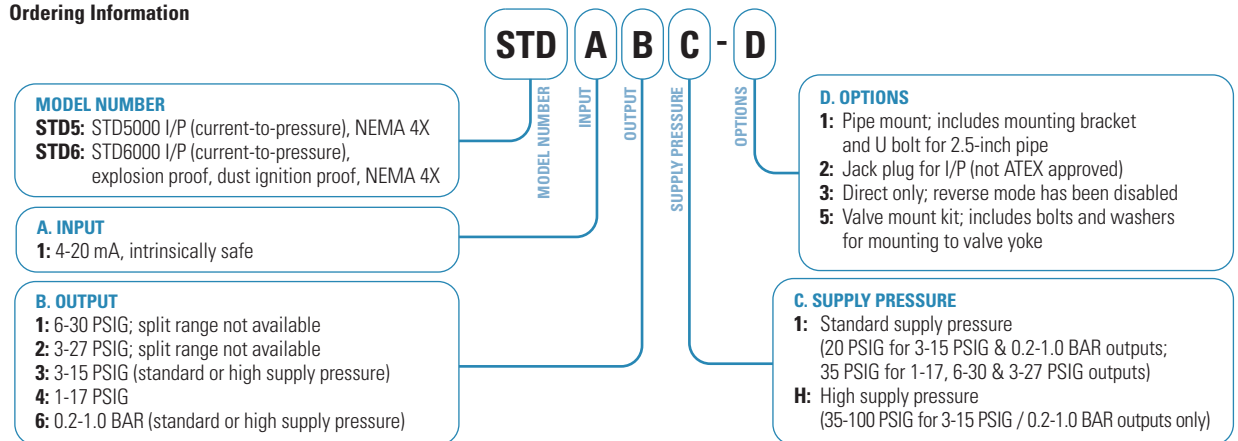 Ordering Information
STD A B C - D
MODEL NUMBER
INPUT
OUTPUT
SUPPLY PRESSURE
OPTIONS
MODEL NUMBER
STD5: STD5000 I/P (current-to-pressure), NEMA 4X
STD6: STD6000 I/P (current-to-pressure),
explosion proof, dust ignition proof, NEMA 4X
A. INPUT
1: 4-20 mA, intrinsically safe
B. OUTPUT
1: 6-30 PSIG; split range not available
2: 3-27 PSIG; split range not available
3: 3-15 PSIG (standard or high supply pressure)
4: 1-17 PSIG
6: 0.2-1.0 BAR (standard or high supply pressure)
D. OPTIONS
1: Pipe mount; includes mounting bracket
and U bolt for 2.5-inch pipe
2: Jack plug for I/P (not ATEX approved)
3: Direct only; reverse mode has been disabled
5: Valve mount kit; includes bolts and washers
for mounting to valve yoke
C. SUPPLY PRESSURE
1: Standard supply pressure
(20 PSIG for 3-15 PSIG & 0.2-1.0 BAR outputs;
35 PSIG for 1-17, 6-30 & 3-27 PSIG outputs)
H: High supply pressure
(35-100 PSIG for 3-15 PSIG / 0.2-1.0 BAR outputs only)